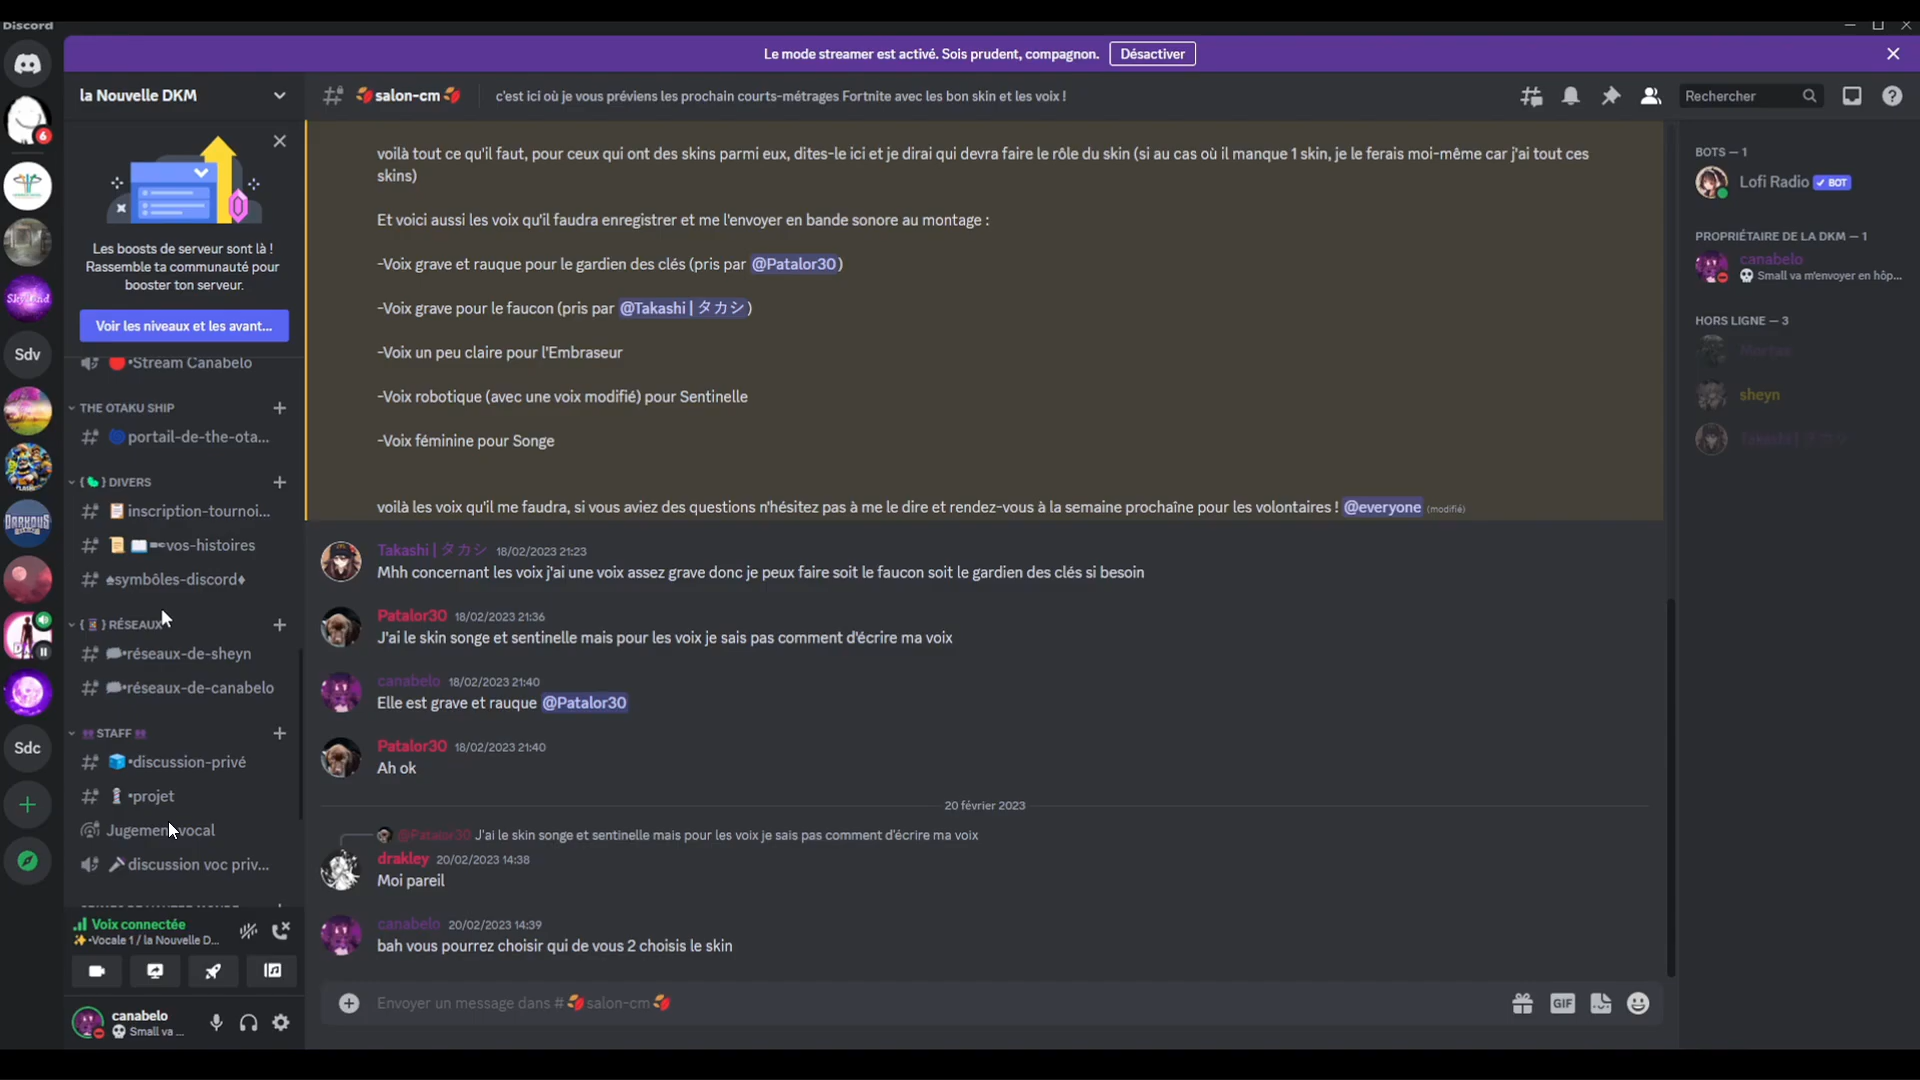 Discord
Le mode streamer est activé. Sois prudent, compagnon.
Désactiver
la Nouvelle DKM
salon-cm
c'est ici où je vous préviens les prochain courts-métrages Fortnite avec les bon skin et les voix !
Rechercher
6
SkyLand
Sdv
DARKOUS
Sdc
Les boosts de serveur sont là !
Rassemble ta communauté pour
booster ton serveur.
Voir les niveaux et les avant...
•Stream Canabelo
THE OTAKU SHIP
portail-de-the-ota...
{ } DIVERS
inscription-tournoi...
vos-histoires
♠symbôles-discord♦
{ } RÉSEAUX
•réseaux-de-sheyn
•réseaux-de-canabelo
STAFF
•discussion-privé
•projet
Jugement vocal
discussion voc priv...
Voix connectée
•Vocale 1 / la Nouvelle D...
canabelo
Small va ...
voilà tout ce qu'il faut, pour ceux qui ont des skins parmi eux, dites-le ici et je dirai qui devra faire le rôle du skin (si au cas où il manque 1 skin, je le ferais moi-même car j'ai tout ces
skins)
Et voici aussi les voix qu'il faudra enregistrer et me l'envoyer en bande sonore au montage :
-Voix grave et rauque pour le gardien des clés (pris par @Patalor30)
-Voix grave pour le faucon (pris par @Takashi | タカシ)
-Voix un peu claire pour l'Embraseur
-Voix robotique (avec une voix modifié) pour Sentinelle
-Voix féminine pour Songe
voilà les voix qu'il me faudra, si vous aviez des questions n'hésitez pas à me le dire et rendez-vous à la semaine prochaîne pour les volontaires ! @everyone (modifié)
Takashi | タカシ 18/02/2023 21:23
Mhh concernant les voix j'ai une voix assez grave donc je peux faire soit le faucon soit le gardien des clés si besoin
Patalor30 18/02/2023 21:36
J'ai le skin songe et sentinelle mais pour les voix je sais pas comment d'écrire ma voix
canabelo 18/02/2023 21:40
Elle est grave et rauque @Patalor30
Patalor30 18/02/2023 21:40
Ah ok
20 février 2023
@Patalor30 J'ai le skin songe et sentinelle mais pour les voix je sais pas comment d'écrire ma voix
drakley 20/02/2023 14:38
Moi pareil
canabelo 20/02/2023 14:39
bah vous pourrez choisir qui de vous 2 choisis le skin
Envoyer un message dans # salon-cm
GIF
BOTS — 1
Lofi Radio ✓ BOT
PROPRIÉTAIRE DE LA DKM — 1
canabelo
Small va m'envoyer en hôp...
HORS LIGNE — 3
sheyn
Takashi | タカシ